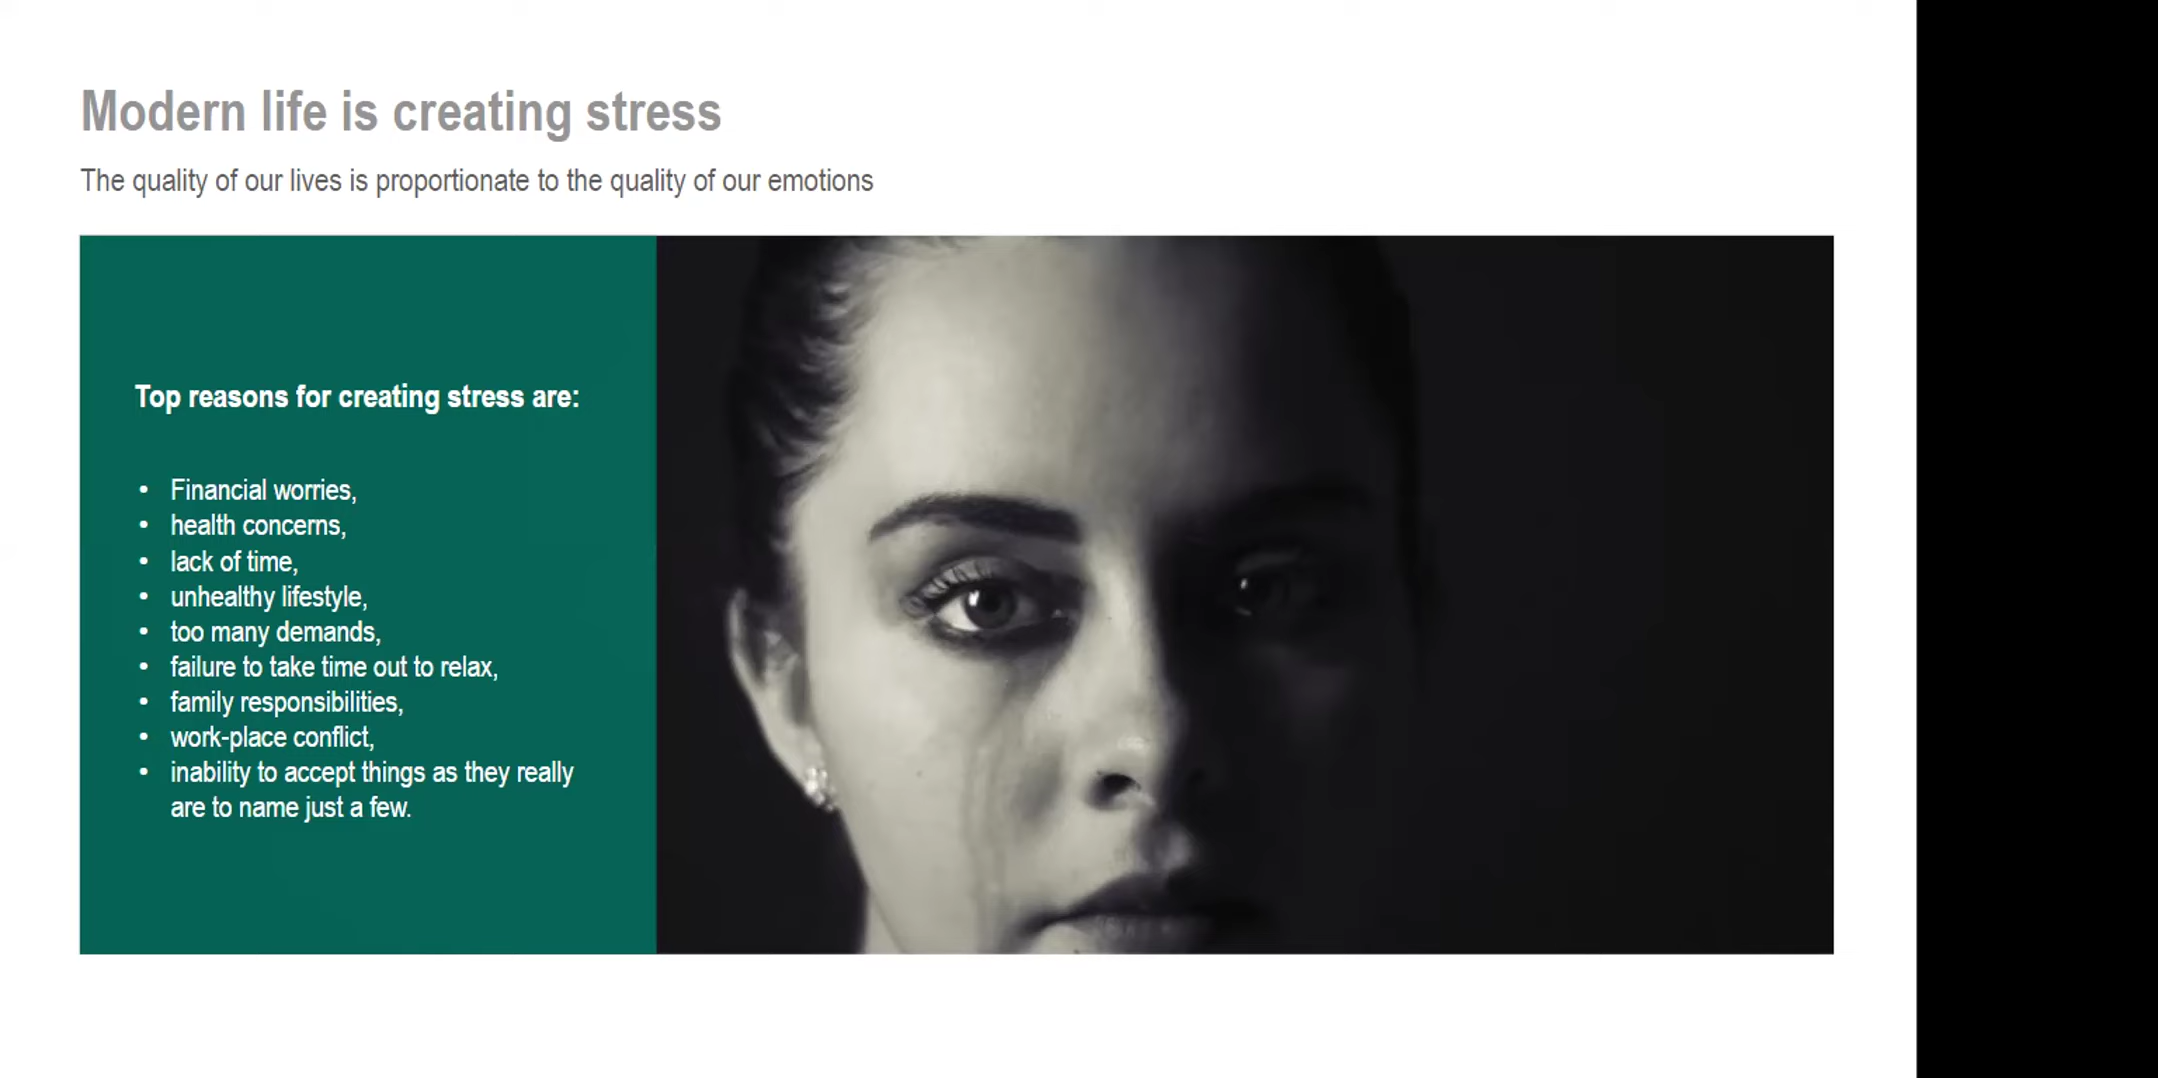 Modern life is creating stress
The quality of our lives is proportionate to the quality of our emotions
Top reasons for creating stress are:
• Financial worries,
• health concerns,
• lack of time,
• unhealthy lifestyle,
• too many demands,
• failure to take time out to relax,
• family responsibilities,
• work-place conflict,
• inability to accept things as they really
are to name just a few.